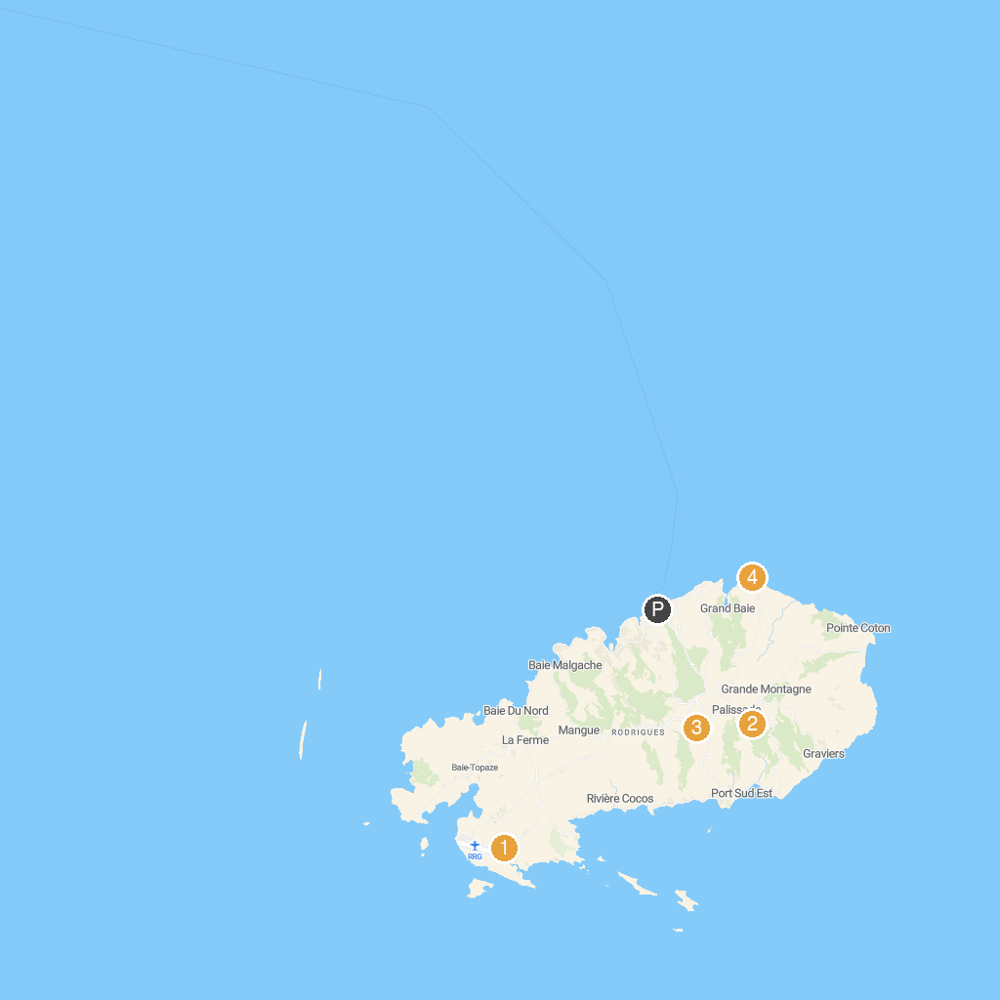 4
P
Grand Baie
Pointe Coton
Baie Malgache
Grande Montagne
Baie Du Nord
Palissade
2
3
Mangue
RODRIGUES
La Ferme
Graviers
Baie-Topaze
Port Sud Est
Rivière Cocos
1
RRG